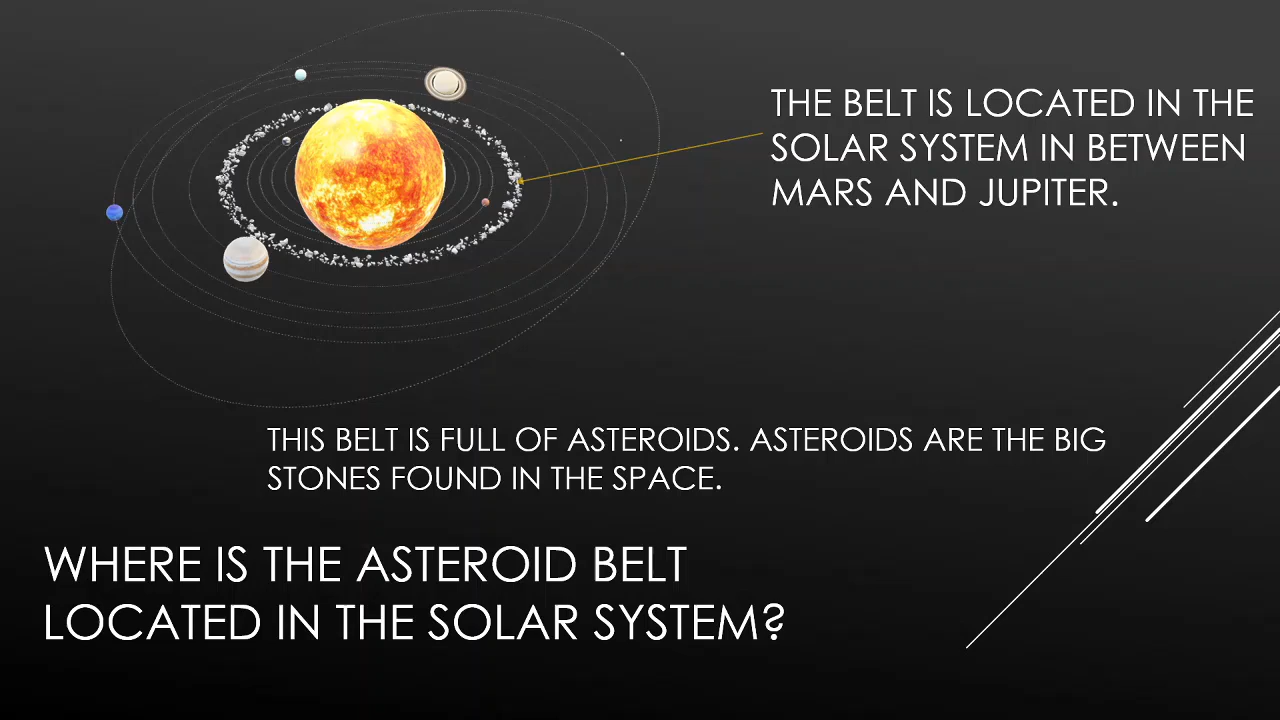 THE BELT IS LOCATED IN THE
SOLAR SYSTEM IN BETWEEN
MARS AND JUPITER.
THIS BELT IS FULL OF ASTEROIDS. ASTEROIDS ARE THE BIG
STONES FOUND IN THE SPACE.
WHERE IS THE ASTEROID BELT
LOCATED IN THE SOLAR SYSTEM?